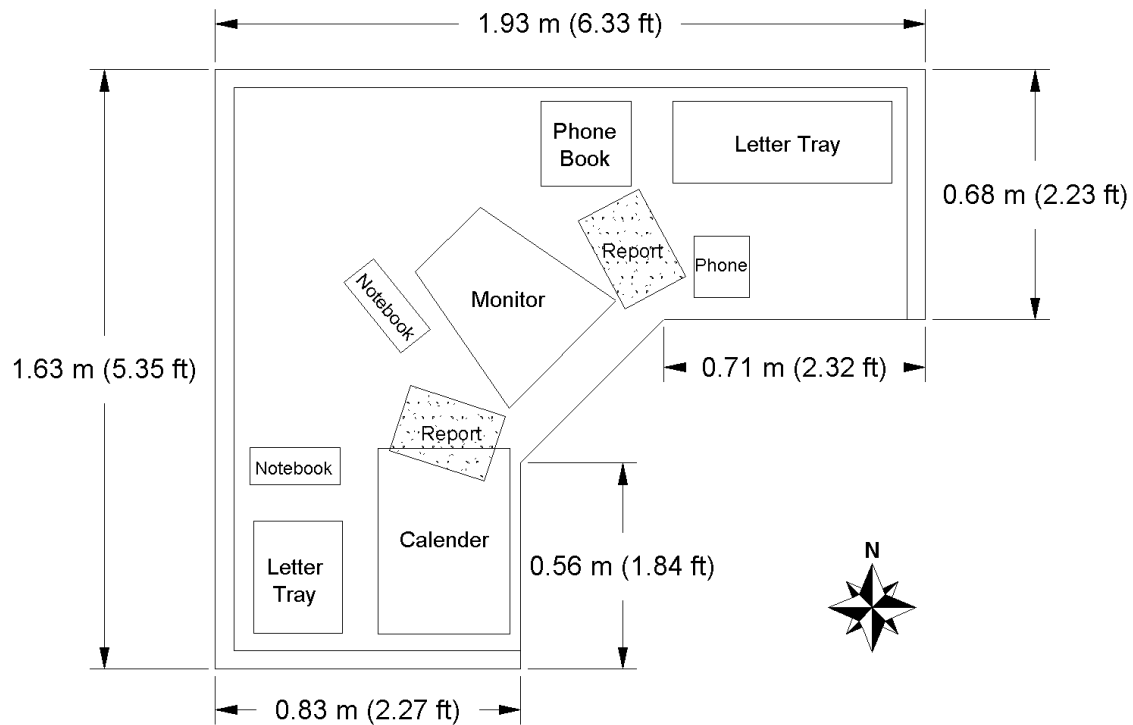 1.93 m (6.33 ft)
Phone
Book
Letter Tray
0.68 m (2.23 ft)
Report
Phone
Notebook
Monitor
1.63 m (5.35 ft)
0.71 m (2.32 ft)
Report
Notebook
Calender
0.56 m (1.84 ft)
Letter
Tray
N
0.83 m (2.27 ft)